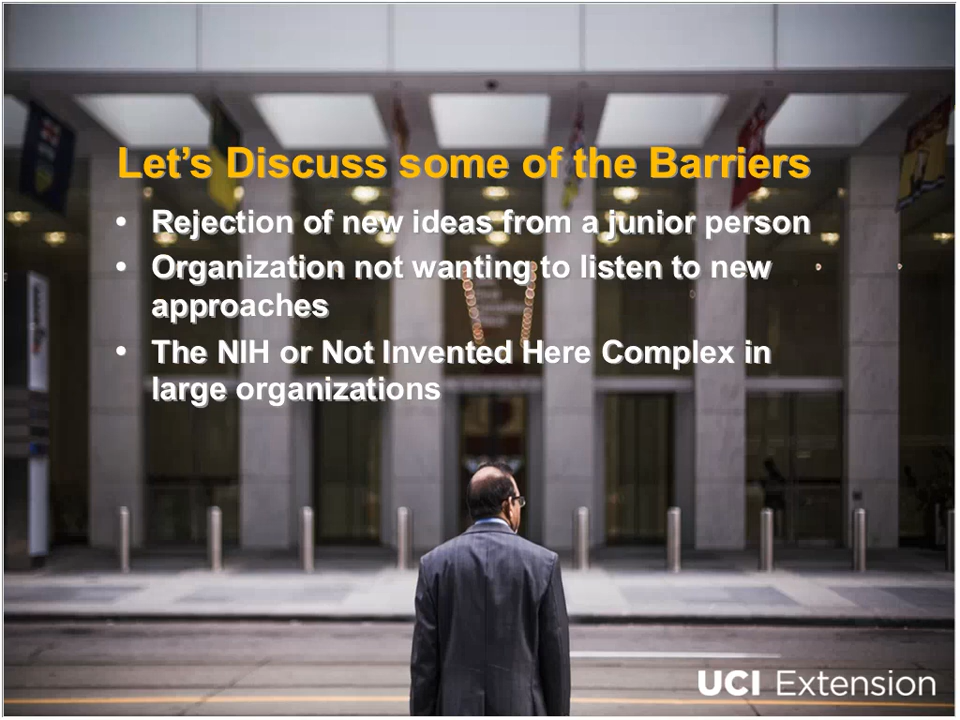 Let’s Discuss some of the Barriers
• Rejection of new ideas from a junior person
• Organization not wanting to listen to new
approaches
• The NIH or Not Invented Here Complex in
large organizations
UCI Extension